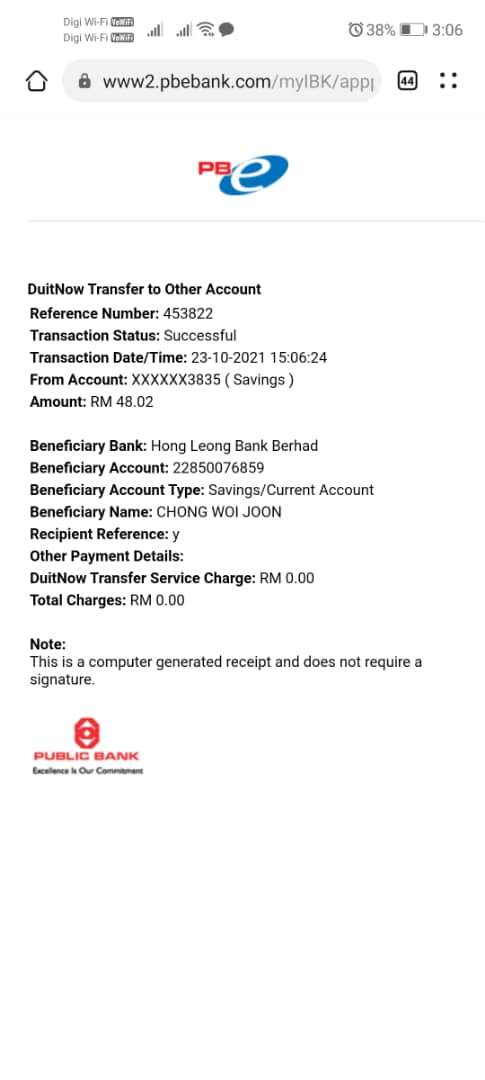 Digi Wi-Fi VoWiFi
Digi Wi-Fi VoWiFi
38% 3:06
www2.pbebank.com/myIBK/app
44
PBe
DuitNow Transfer to Other Account
Reference Number: 453822
Transaction Status: Successful
Transaction Date/Time: 23-10-2021 15:06:24
From Account: XXXXXX3835 ( Savings )
Amount: RM 48.02
Beneficiary Bank: Hong Leong Bank Berhad
Beneficiary Account: 22850076859
Beneficiary Account Type: Savings/Current Account
Beneficiary Name: CHONG WOI JOON
Recipient Reference: y
Other Payment Details:
DuitNow Transfer Service Charge: RM 0.00
Total Charges: RM 0.00
Note:
This is a computer generated receipt and does not require a
signature.
PUBLIC BANK
Excellence Is Our Commitment